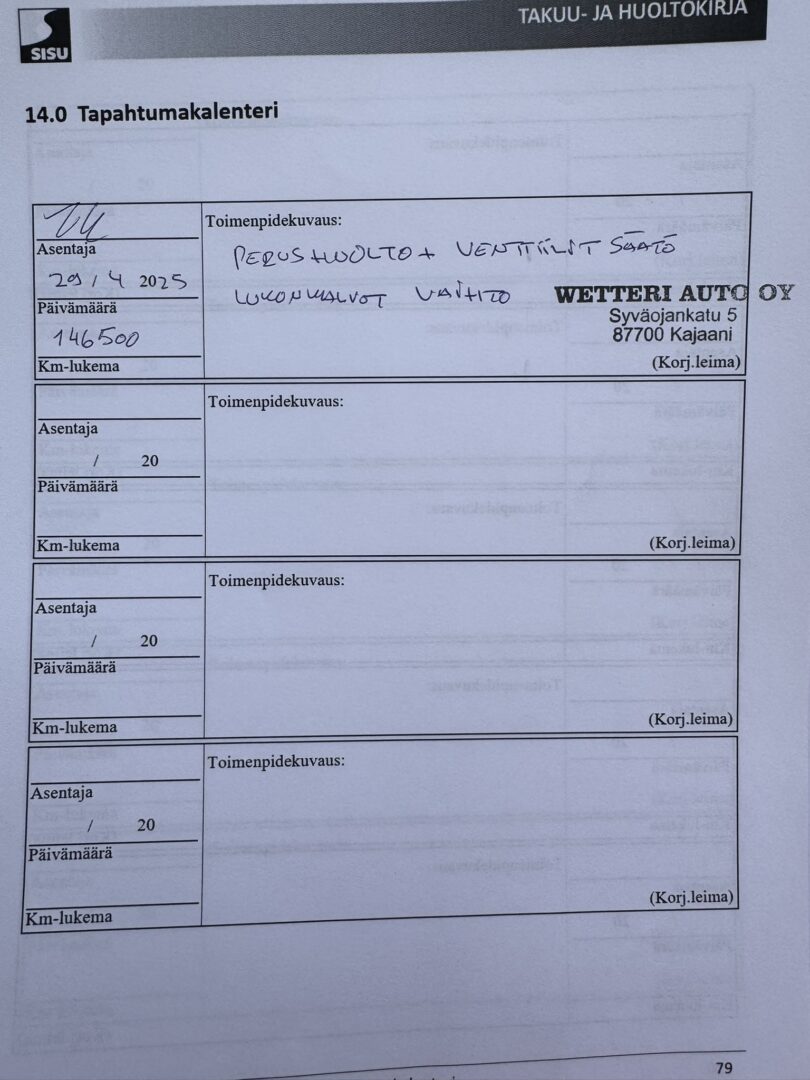 SISU
TAKUU- JA HUOLTOKIRJA
14.0 Tapahtumakalenteri
Asentaja
29 / 4 2025
Päivämäärä
146500
Km-lukema
Toimenpidekuvaus:
PERUSHUOLTO + VENTTIILIT SÄÄTÖ
VAIHTO
WETTERI AUTO OY
Syväojankatu 5
87700 Kajaani
(Korj.leima)
Asentaja
/ 20
Päivämäärä
Km-lukema
Toimenpidekuvaus:
(Korj.leima)
Asentaja
/ 20
Päivämäärä
Km-lukema
Toimenpidekuvaus:
(Korj.leima)
Asentaja
/ 20
Päivämäärä
Km-lukema
Toimenpidekuvaus:
(Korj.leima)
79